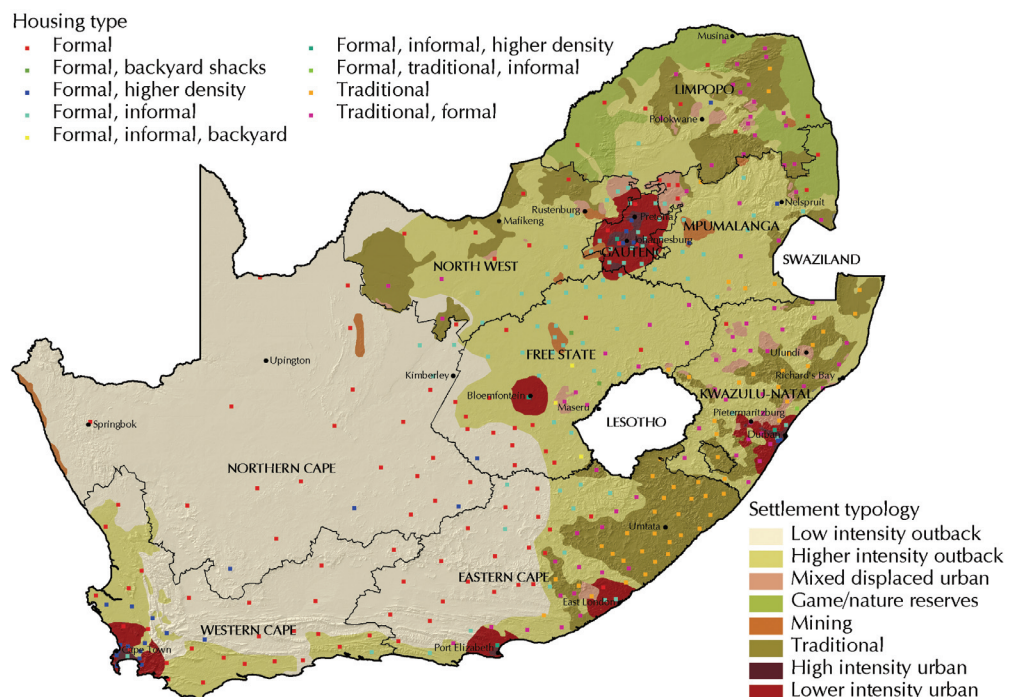 Housing type
Formal
Formal, backyard shacks
Formal, higher density
Formal, informal
Formal, informal, backyard
Formal, informal, higher density
Formal, traditional, informal
Traditional
Traditional, formal
Musina
LIMPOPO
Polokwane
Nelspruit
Rustenburg
Pretoria
Mafikeng
MPUMALANGA
Johannesburg
GAUTENG
SWAZILAND
NORTH WEST
Upington
FREE STATE
Ulundi
Kimberley
Richard's Bay
Bloemfontein
KWAZULU-NATAL
Maseru
Pietermaritzburg
Springbok
LESOTHO
Durban
NORTHERN CAPE
Umtata
EASTERN CAPE
East London
WESTERN CAPE
Cape Town
Port Elizabeth
Settlement typology
Low intensity outback
Higher intensity outback
Mixed displaced urban
Game/nature reserves
Mining
Traditional
High intensity urban
Lower intensity urban